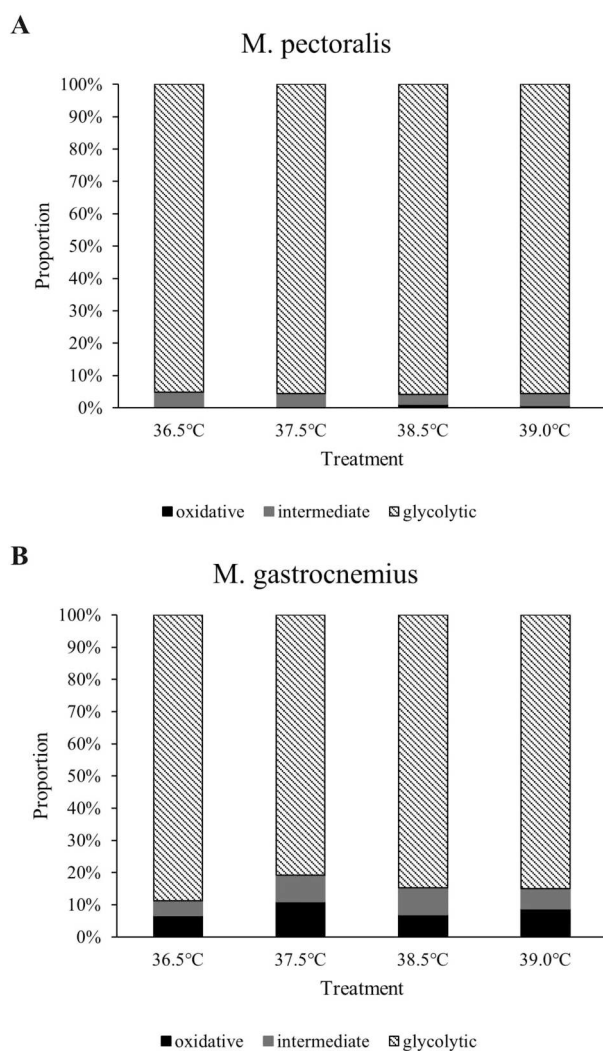 A
M. pectoralis
100%
90%
80%
70%
60%
50%
40%
30%
20%
10%
0%
Proportion
36.5°C 37.5°C 38.5°C 39.0°C
Treatment
oxidative intermediate glycolytic
B
M. gastrocnemius
100%
90%
80%
70%
60%
50%
40%
30%
20%
10%
0%
Proportion
36.5°C 37.5°C 38.5°C 39.0°C
Treatment
oxidative intermediate glycolytic